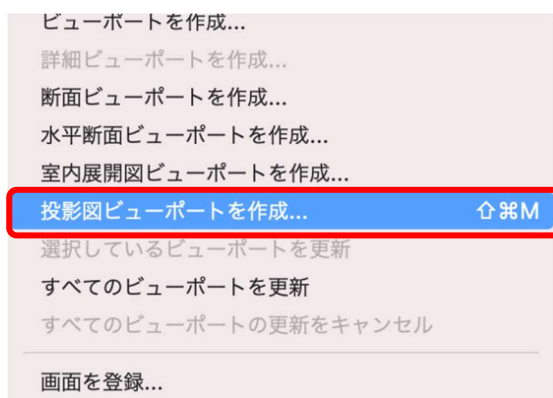 ビューポートを作成...
詳細ビューポートを作成...
断面ビューポートを作成...
水平断面ビューポートを作成...
室内展開図ビューポートを作成...
投影図ビューポートを作成... ⇧⌘M
選択しているビューポートを更新
すべてのビューポートを更新
すべてのビューポートの更新をキャンセル
画面を登録...